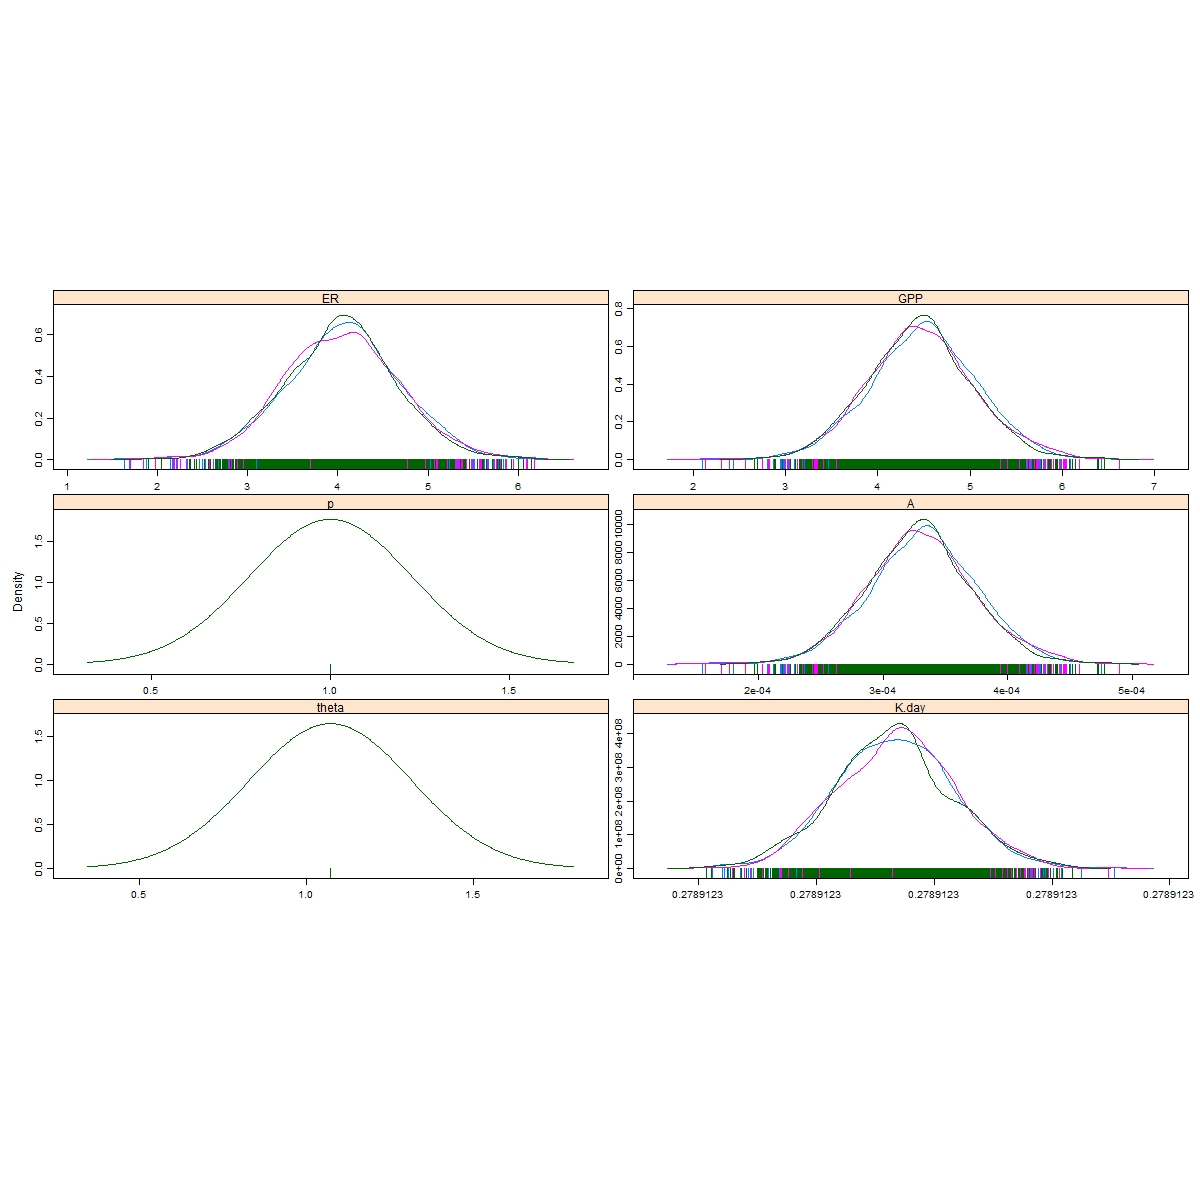 ER
0.0 0.2 0.4 0.6
1 2 3 4 5 6
GPP
0.0 0.2 0.4 0.6 0.8
2 3 4 5 6 7
Density
p
0.0 0.5 1.0 1.5
0.5 1.0 1.5
A
0 2000 4000 6000 8000 10000
2e-04 3e-04 4e-04 5e-04
theta
0.0 0.5 1.0 1.5
0.5 1.0 1.5
K.day
0e+00 1e+08 2e+08 3e+08 4e+08
0.2789123 0.2789123 0.2789123 0.2789123 0.2789123